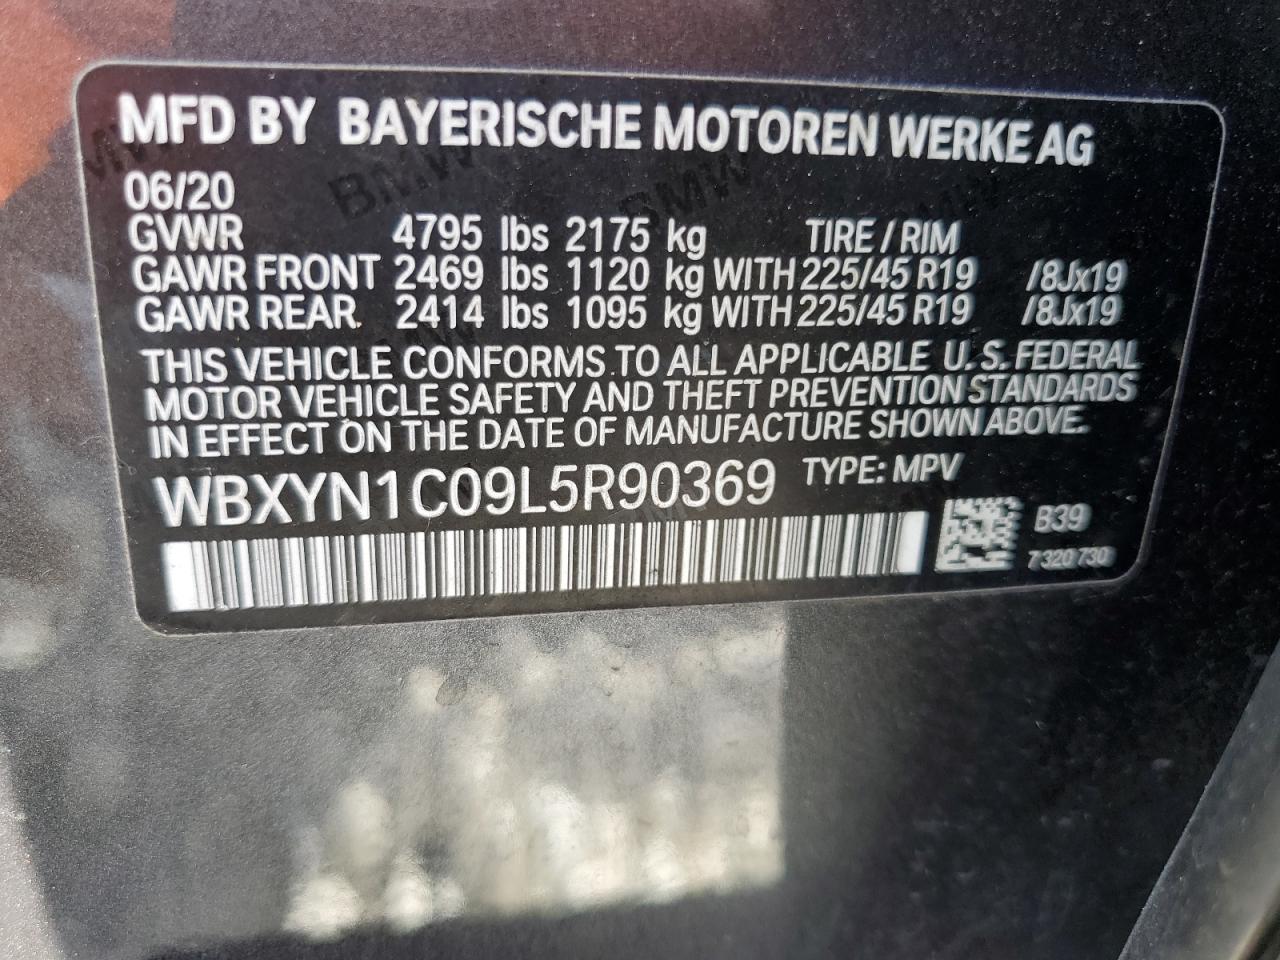 MFD BY BAYERISCHE MOTOREN WERKE AG
06/20
GVWR 4795 lbs 2175 kg TIRE / RIM
GAWR FRONT 2469 lbs 1120 kg WITH 225/45 R19 /8Jx19
GAWR REAR 2414 lbs 1095 kg WITH 225/45 R19 /8Jx19
THIS VEHICLE CONFORMS TO ALL APPLICABLE U.S. FEDERAL
MOTOR VEHICLE SAFETY AND THEFT PREVENTION STANDARDS
IN EFFECT ON THE DATE OF MANUFACTURE SHOWN ABOVE.
WBXYN1C09L5R90369 TYPE: MPV
B39
7 320 730